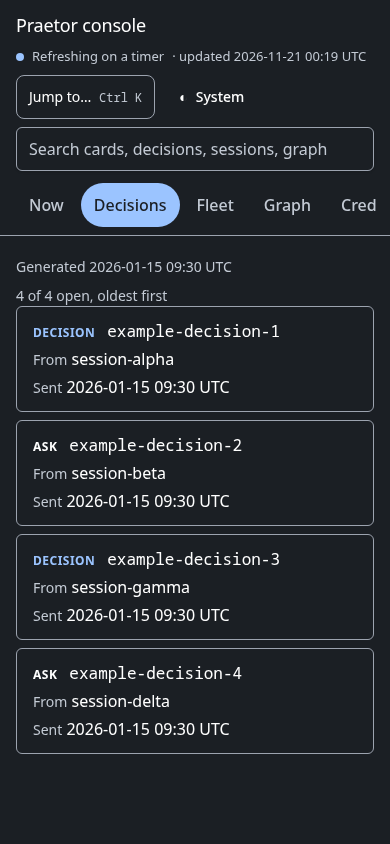 Praetor console
Refreshing on a timer · updated 2026-11-21 00:19 UTC
Jump to... Ctrl K System
Search cards, decisions, sessions, graph
Now Decisions Fleet Graph Cred
Generated 2026-01-15 09:30 UTC
4 of 4 open, oldest first
DECISION example-decision-1
From session-alpha
Sent 2026-01-15 09:30 UTC
ASK example-decision-2
From session-beta
Sent 2026-01-15 09:30 UTC
DECISION example-decision-3
From session-gamma
Sent 2026-01-15 09:30 UTC
ASK example-decision-4
From session-delta
Sent 2026-01-15 09:30 UTC